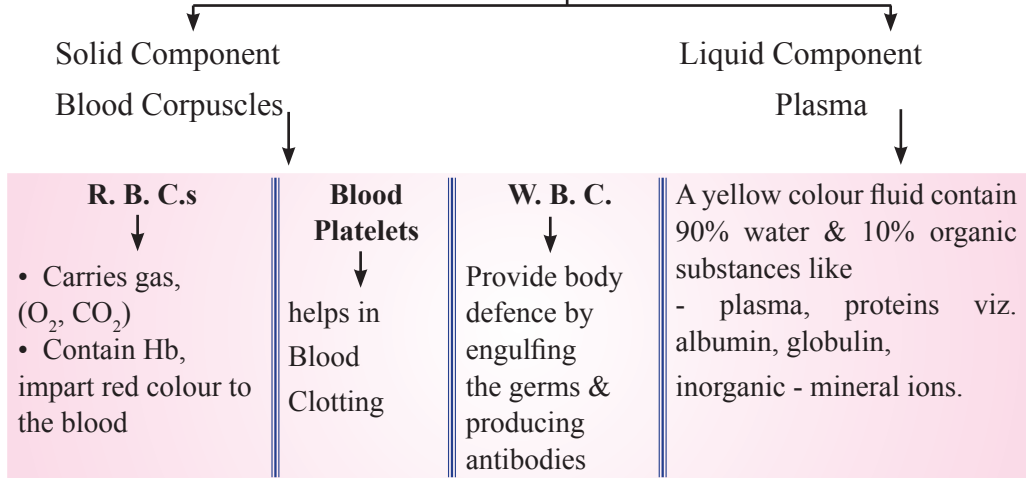 Solid Component
Blood Corpuscles
Liquid Component
Plasma
R. B. C.s
• Carries gas,
(O₂, CO₂)
• Contain Hb,
impart red colour to
the blood
Blood
Platelets
helps in
Blood
Clotting
W. B. C.
Provide body
defence by
engulfing
the germs &
producing
antibodies
A yellow colour fluid contain
90% water & 10% organic
substances like
- plasma, proteins viz.
albumin, globulin,
inorganic - mineral ions.